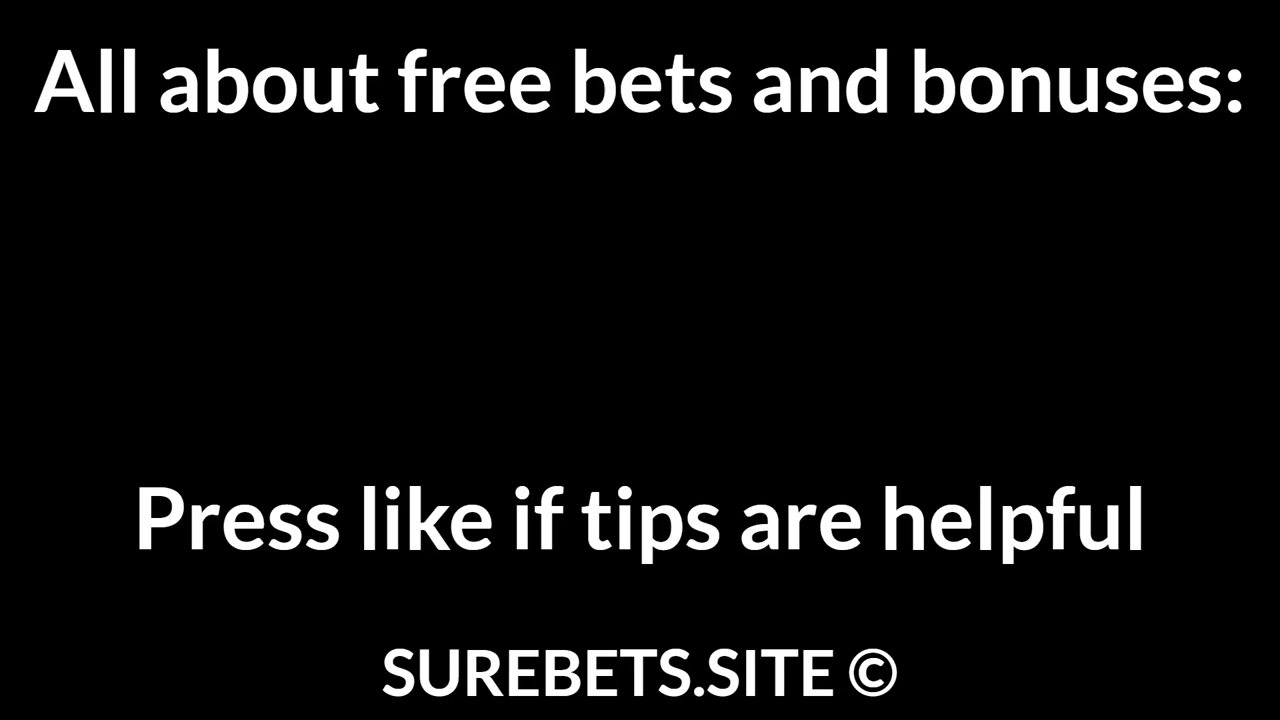 All about free bets and bonuses:
Press like if tips are helpful
SUREBETS.SITE ©